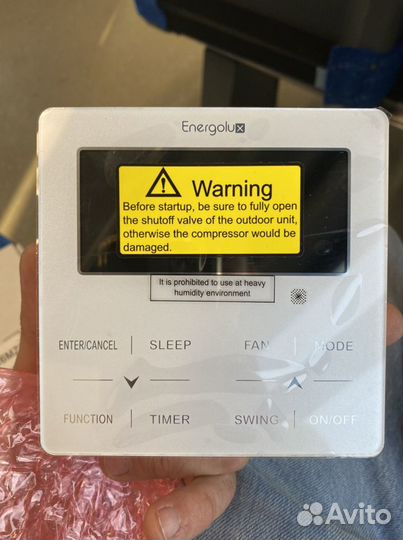 Energolux
Warning
Before startup, be sure to fully open
the shutoff valve of the outdoor unit,
otherwise the compressor would be
damaged.
It is prohibited to use at heavy
humidity environment
ENTER/CANCEL SLEEP FAN MODE
FUNCTION TIMER SWING ON/OFF
Avito